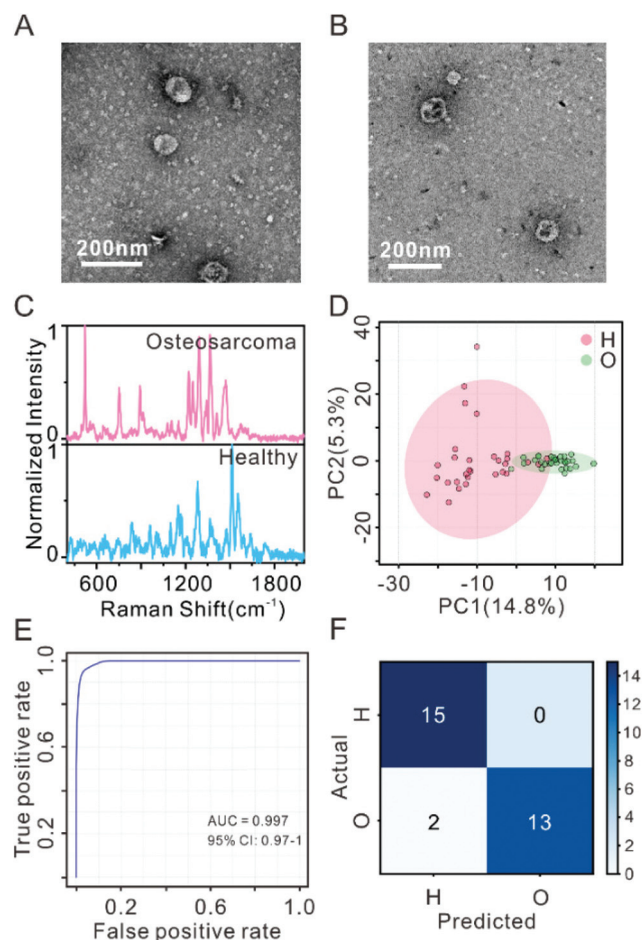 A
B
200nm
200nm
C
D
1
Osteosarcoma
0
1
Healthy
0
600
1200
1800
Normalized Intensity
Raman Shift(cm⁻¹)
H
O
40
20
0
-20
-30
-10
10
PC2(5.3%)
PC1(14.8%)
E
F
1.0
0.6
0.2
0.2
0.6
1.0
True positive rate
False positive rate
AUC = 0.997
95% CI: 0.97-1
H
15
0
O
2
13
H
O
Actual
Predicted
14
12
10
8
6
4
2
0